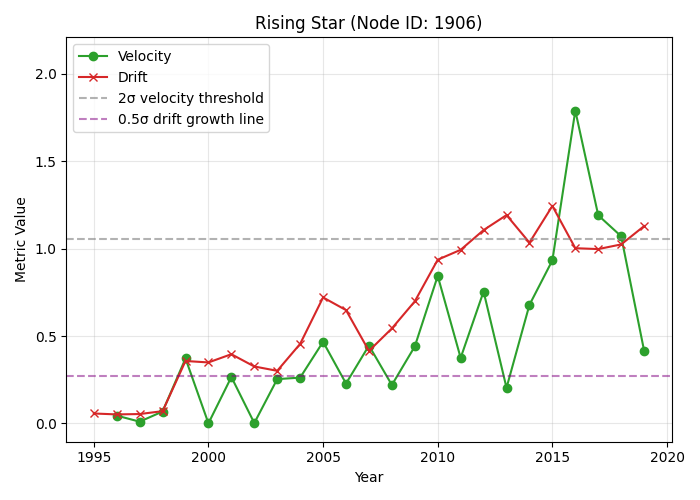 Rising Star (Node ID: 1906)
Velocity
Drift
2σ velocity threshold
0.5σ drift growth line
Metric Value
2.0
1.5
1.0
0.5
0.0
1995 2000 2005 2010 2015 2020
Year